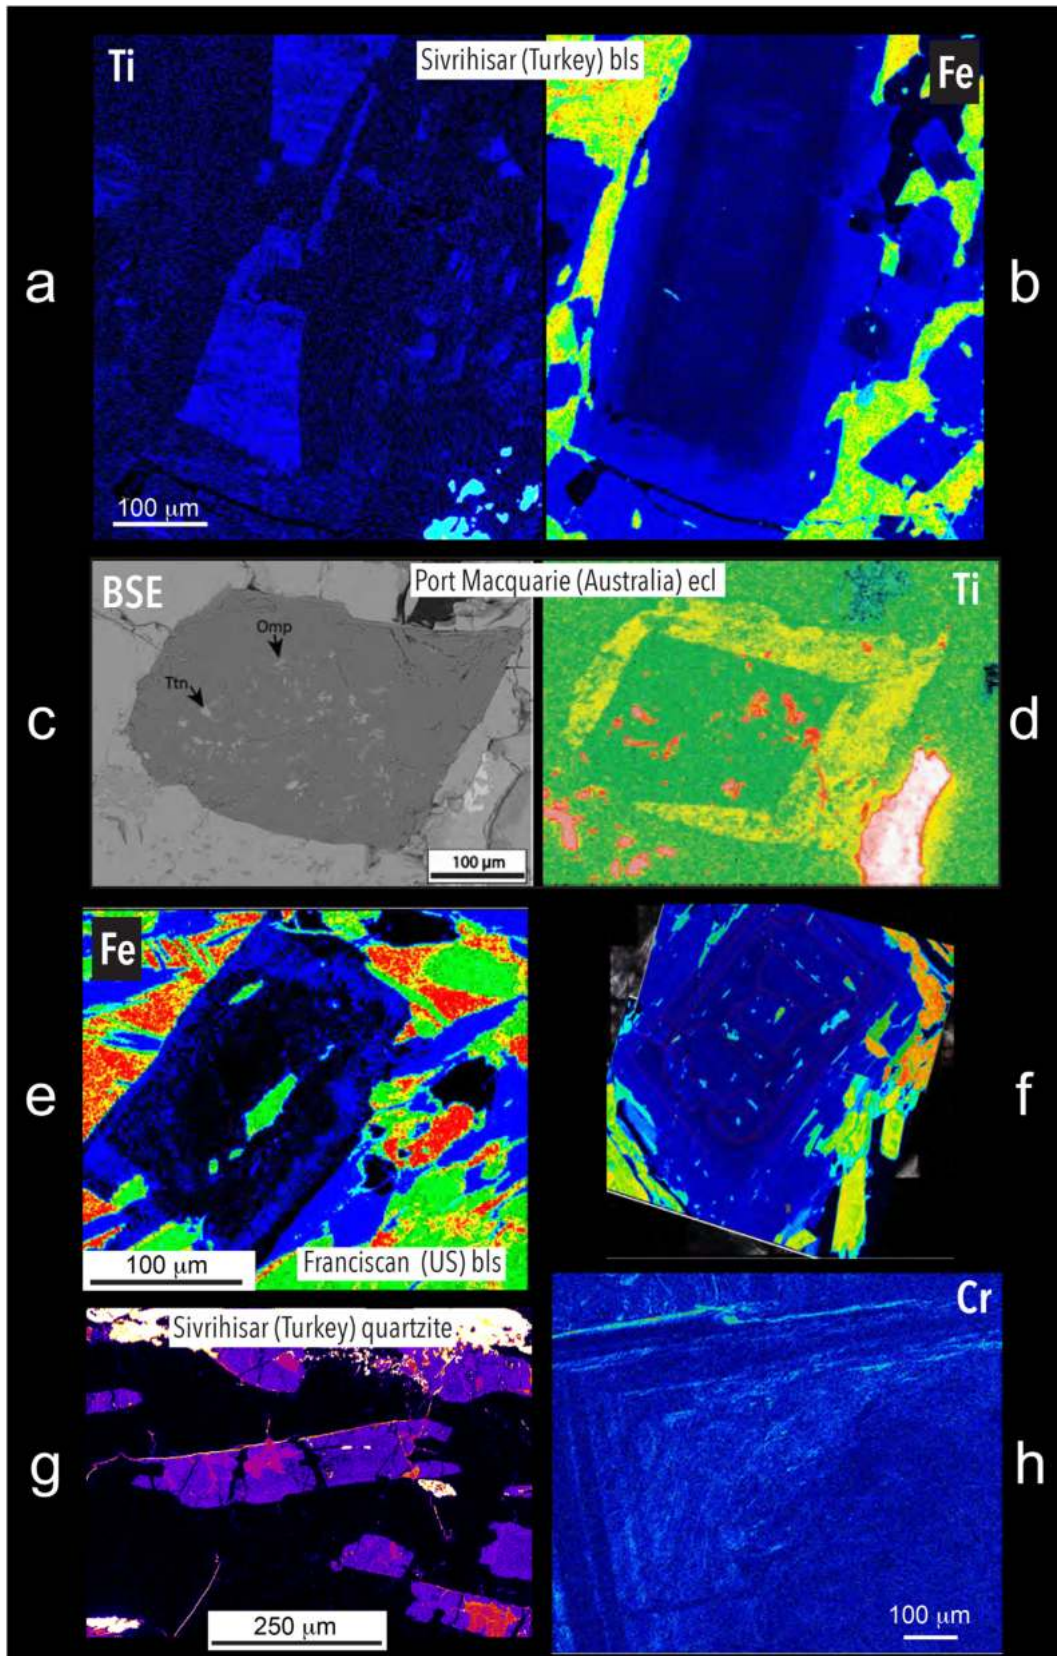 Ti
Sivrihisar (Turkey) bls
Fe
a
b
100 μm
BSE
Port Macquarie (Australia) ecl
Ti
Omp
Ttn
c
d
100 μm
Fe
e
f
100 μm
Franciscan (US) bls
Sivrihisar (Turkey) quartzite
Cr
g
h
250 μm
100 μm